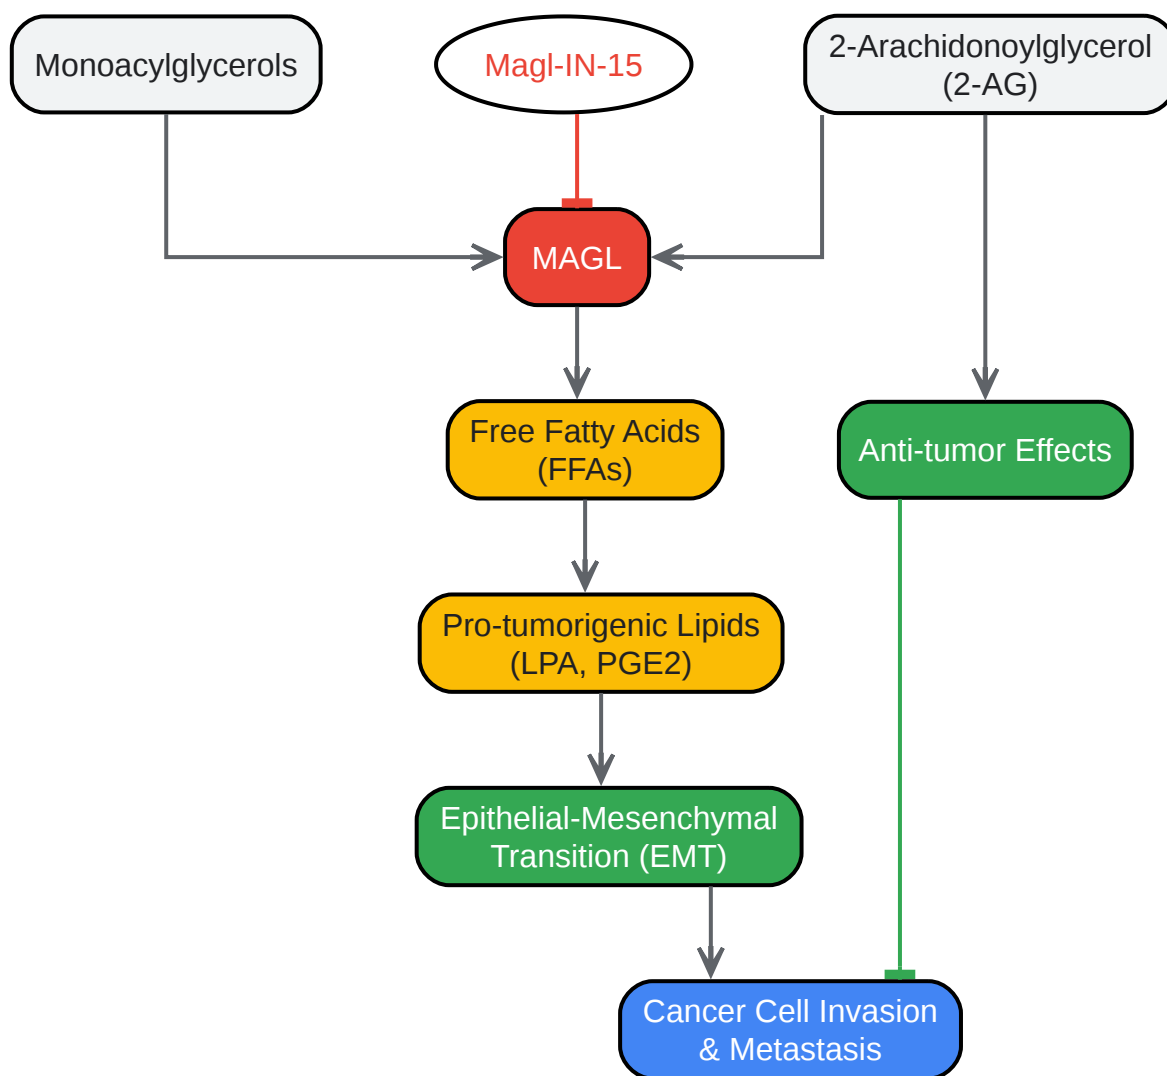 Monoacylglycerols
Magl-IN-15
2-Arachidonoylglycerol
(2-AG)
MAGL
Free Fatty Acids
(FFAs)
Anti-tumor Effects
Pro-tumorigenic Lipids
(LPA, PGE2)
Epithelial-Mesenchymal
Transition (EMT)
Cancer Cell Invasion
& Metastasis